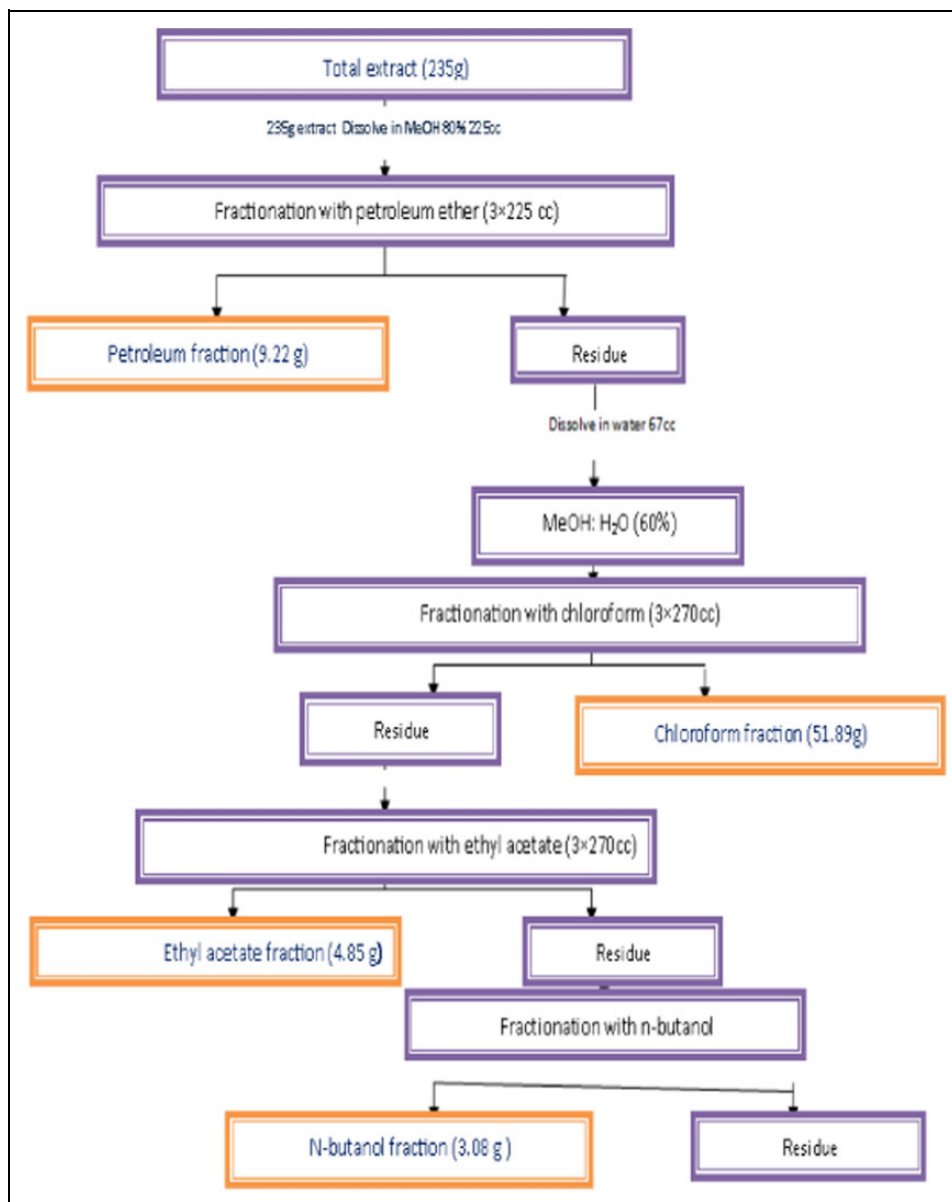 Total extract (235g)
235g extract Dissolve in MeOH 80% 225cc
Fractionation with petroleum ether (3×225 cc)
Petroleum fraction (9.22 g)
Residue
Dissolve in water 67cc
MeOH: H₂O (60%)
Fractionation with chloroform (3×270cc)
Residue
Chloroform fraction (51.89g)
Fractionation with ethyl acetate (3×270cc)
Ethyl acetate fraction (4.85 g)
Residue
Fractionation with n-butanol
N-butanol fraction (3.08 g )
Residue